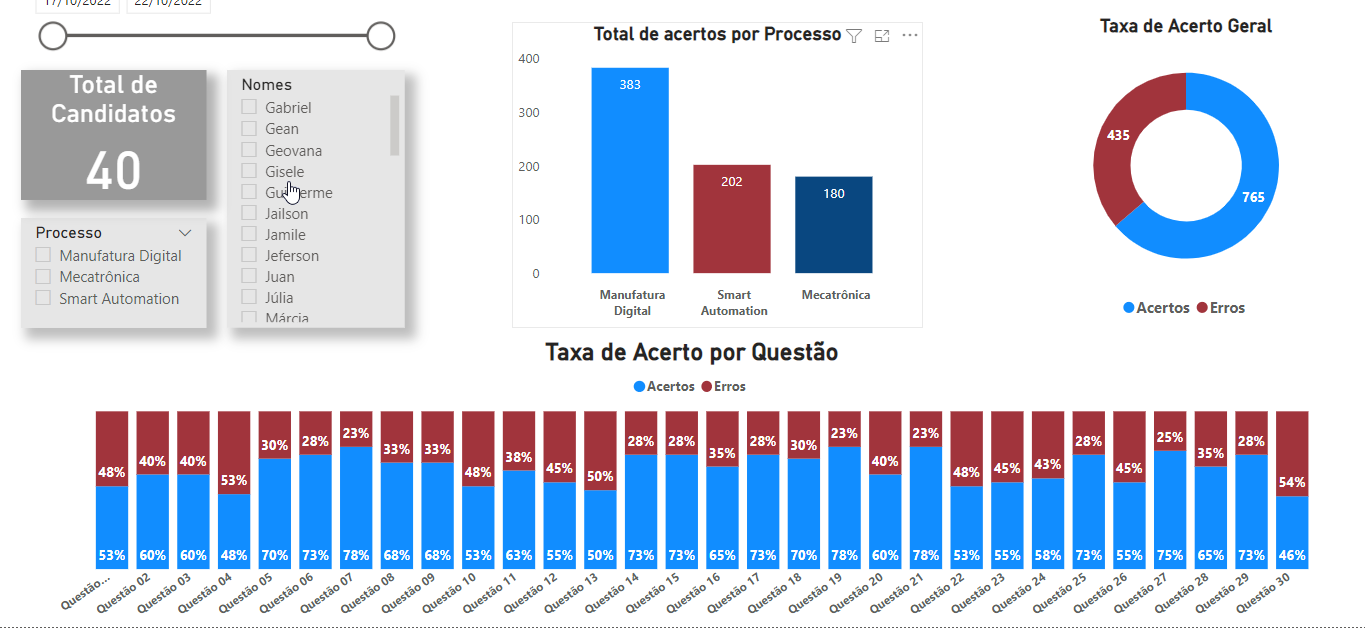 17/10/2022 22/10/2022
Total de
Candidatos
40
Processo
Manufatura Digital
Mecatrônica
Smart Automation
Nomes
Gabriel
Gean
Geovana
Gisele
Jailson
Jamile
Jeferson
Juan
Júlia
Márcia
Total de acertos por Processo
400
300
200
100
0
383
202
180
Manufatura
Digital
Smart
Automation
Mecatrônica
Taxa de Acerto Geral
435
765
Acertos Erros
Taxa de Acerto por Questão
Acertos Erros
48% 40% 40% 53% 30% 28% 23% 33% 33% 48% 38% 45% 50% 28% 28% 35% 28% 30% 23% 40% 23% 48% 45% 43% 28% 45% 25% 35% 28% 54%
53% 60% 60% 48% 70% 73% 78% 68% 68% 53% 63% 55% 50% 73% 73% 65% 73% 70% 78% 60% 78% 53% 55% 58% 73% 55% 75% 65% 73% 46%
Questão... Questão 02 Questão 03 Questão 04 Questão 05 Questão 06 Questão 07 Questão 08 Questão 09 Questão 10 Questão 11 Questão 12 Questão 13 Questão 14 Questão 15 Questão 16 Questão 17 Questão 18 Questão 19 Questão 20 Questão 21 Questão 22 Questão 23 Questão 24 Questão 25 Questão 26 Questão 27 Questão 28 Questão 29 Questão 30